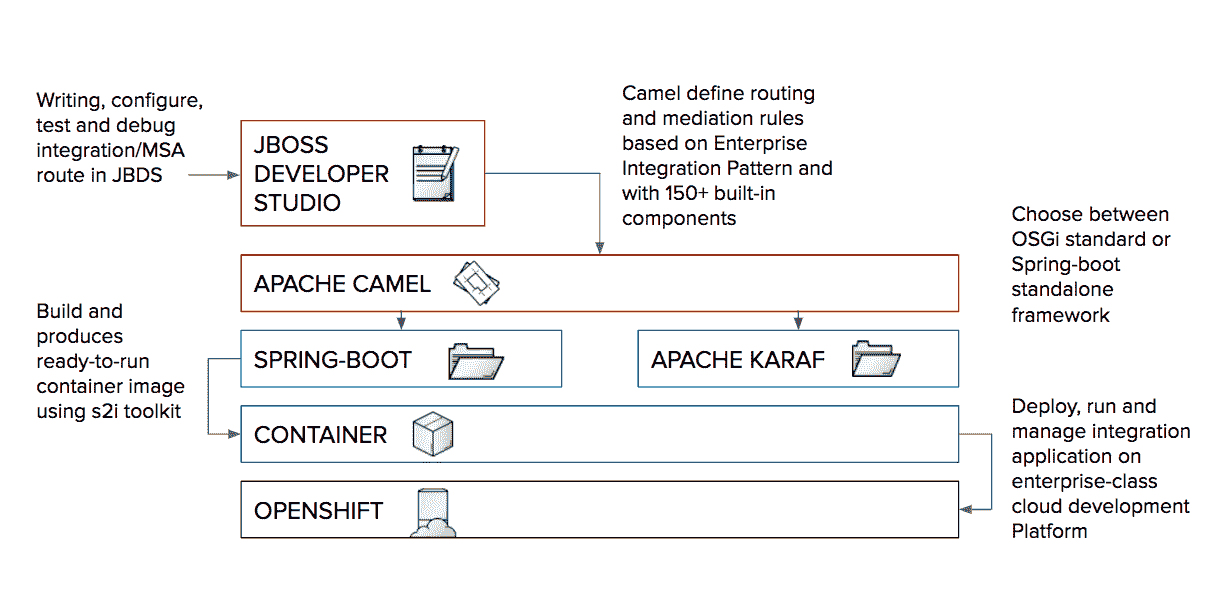 Writing, configure,
test and debug
integration/MSA
route in JBDS
JBOSS
DEVELOPER
STUDIO
Camel define routing
and mediation rules
based on Enterprise
Integration Pattern and
with 150+ built-in
components
Choose between
OSGi standard or
Spring-boot
standalone
framework
APACHE CAMEL
Build and
produces
ready-to-run
container image
using s2i toolkit
SPRING-BOOT
APACHE KARAF
CONTAINER
Deploy, run and
manage integration
application on
enterprise-class
cloud development
Platform
OPENSHIFT